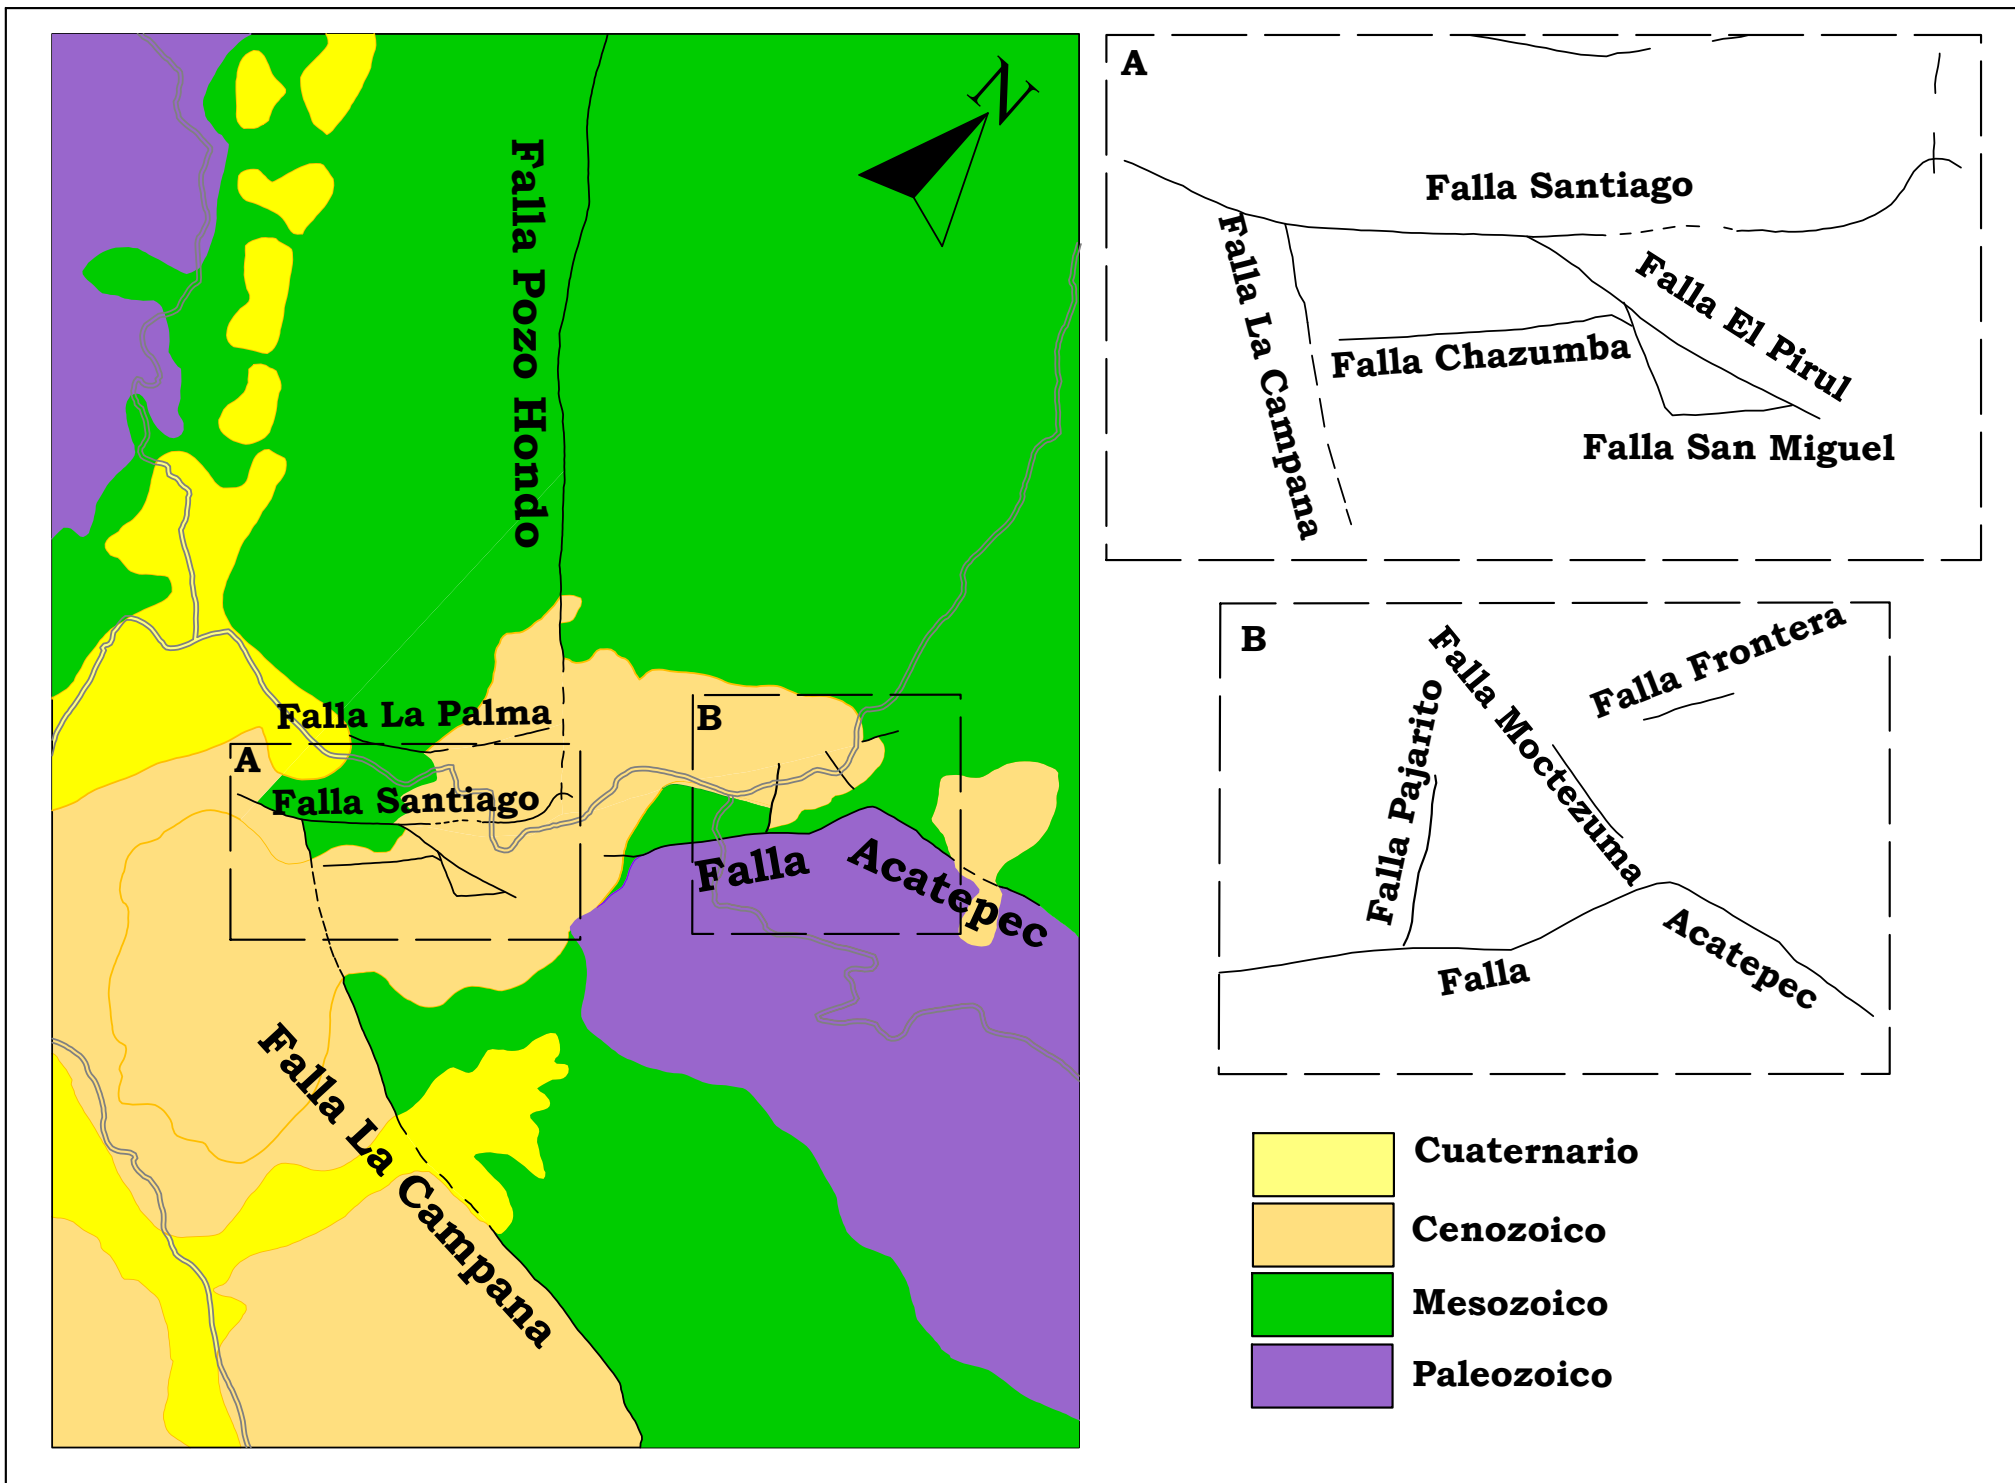 N
Falla Pozo Hondo
Falla La Palma
A
Falla Santiago
B
Falla Acatepec
Falla La Campana
A
Falla Santiago
Falla La Campana
Falla El Pirul
Falla Chazumba
Falla San Miguel
B
Falla Frontera
Falla Moctezuma
Falla Pajarito
Falla Acatepec
Cuaternario
Cenozoico
Mesozoico
Paleozoico